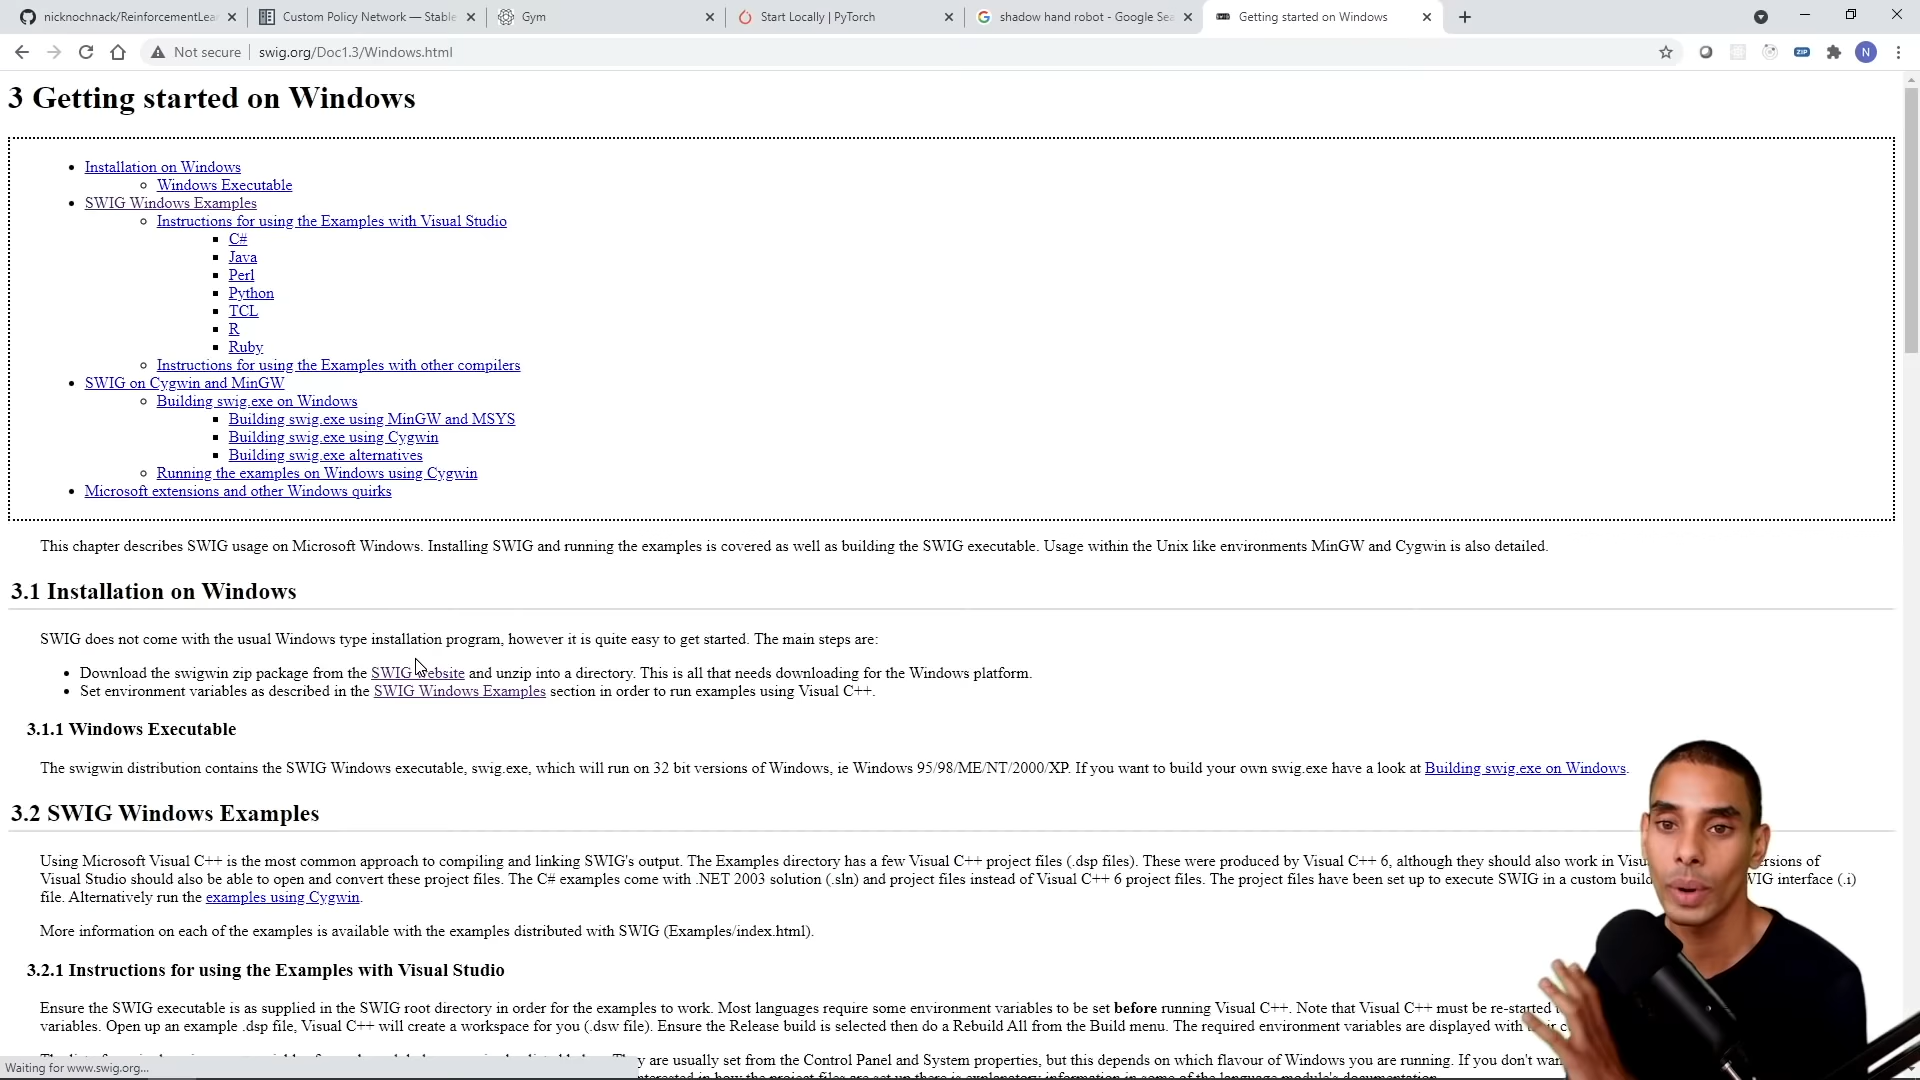 nicknochnack/ReinforcementLear
Custom Policy Network — Stable
Gym
Start Locally | PyTorch
shadow hand robot - Google Sea
Getting started on Windows
Not secure
swig.org/Doc1.3/Windows.html
ZIP
N
3 Getting started on Windows
Installation on Windows
Windows Executable
SWIG Windows Examples
Instructions for using the Examples with Visual Studio
C#
Java
Perl
Python
TCL
R
Ruby
Instructions for using the Examples with other compilers
SWIG on Cygwin and MinGW
Building swig.exe on Windows
Building swig.exe using MinGW and MSYS
Building swig.exe using Cygwin
Building swig.exe alternatives
Running the examples on Windows using Cygwin
Microsoft extensions and other Windows quirks
This chapter describes SWIG usage on Microsoft Windows. Installing SWIG and running the examples is covered as well as building the SWIG executable. Usage within the Unix like environments MinGW and Cygwin is also detailed.
3.1 Installation on Windows
SWIG does not come with the usual Windows type installation program, however it is quite easy to get started. The main steps are:
Download the swigwin zip package from the SWIG website and unzip into a directory. This is all that needs downloading for the Windows platform.
Set environment variables as described in the SWIG Windows Examples section in order to run examples using Visual C++.
3.1.1 Windows Executable
The swigwin distribution contains the SWIG Windows executable, swig.exe, which will run on 32 bit versions of Windows, ie Windows 95/98/ME/NT/2000/XP. If you want to build your own swig.exe have a look at Building swig.exe on Windows.
3.2 SWIG Windows Examples
Using Microsoft Visual C++ is the most common approach to compiling and linking SWIG's output. The Examples directory has a few Visual C++ project files (.dsp files). These were produced by Visual C++ 6, although they should also work in Visu ersions of
Visual Studio should also be able to open and convert these project files. The C# examples come with .NET 2003 solution (.sln) and project files instead of Visual C++ 6 project files. The project files have been set up to execute SWIG in a custom build WIG interface (.i)
file. Alternatively run the examples using Cygwin.
More information on each of the examples is available with the examples distributed with SWIG (Examples/index.html).
3.2.1 Instructions for using the Examples with Visual Studio
Ensure the SWIG executable is as supplied in the SWIG root directory in order for the examples to work. Most languages require some environment variables to be set before running Visual C++. Note that Visual C++ must be re-started
variables. Open up an example .dsp file, Visual C++ will create a workspace for you (.dsw file). Ensure the Release build is selected then do a Rebuild All from the Build menu. The required environment variables are displayed with their c
They are usually set from the Control Panel and System properties, but this depends on which flavour of Windows you are running. If you don't wan
Waiting for www.swig.org...